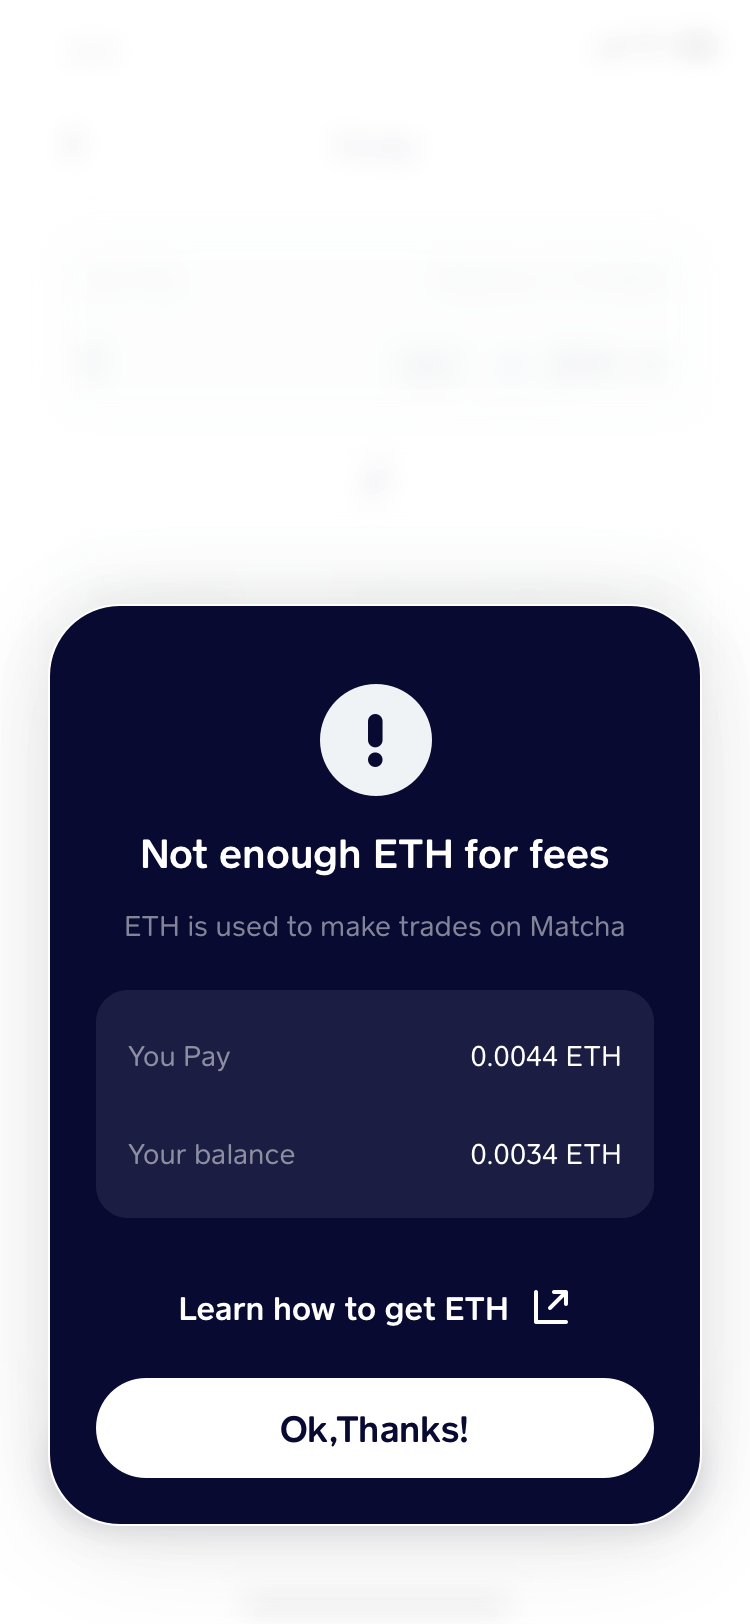 Not enough ETH for fees
ETH is used to make trades on Matcha
You Pay 0.0044 ETH
Your balance 0.0034 ETH
Learn how to get ETH
Ok,Thanks!